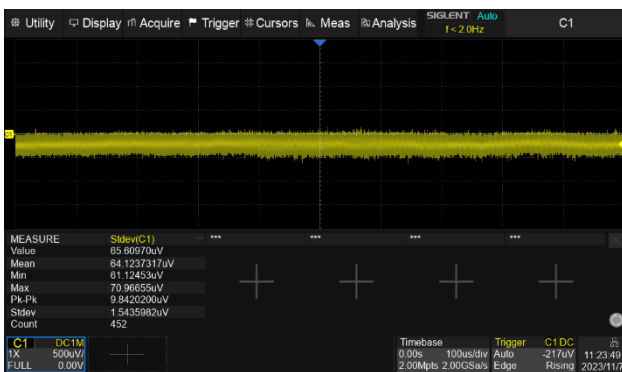 Utility Display Acquire Trigger Cursors Meas Analysis SIGLENT Auto C1
f < 2.0Hz
C1
MEASURE Stdev(C1) *** *** *** ***
Value 65.60970uV
Mean 64.1237317uV
Min 61.12453uV
Max 70.96655uV
Pk-Pk 9.8420200uV
Stdev 1.5435982uV
Count 452
C1 DC1M Timebase Trigger C1 DC
1X 500uV/ 0.00s 100us/div Auto -217uV 11:23:49
FULL 0.00V 2.00Mpts 2.00GSa/s Edge Rising 2023/11/7